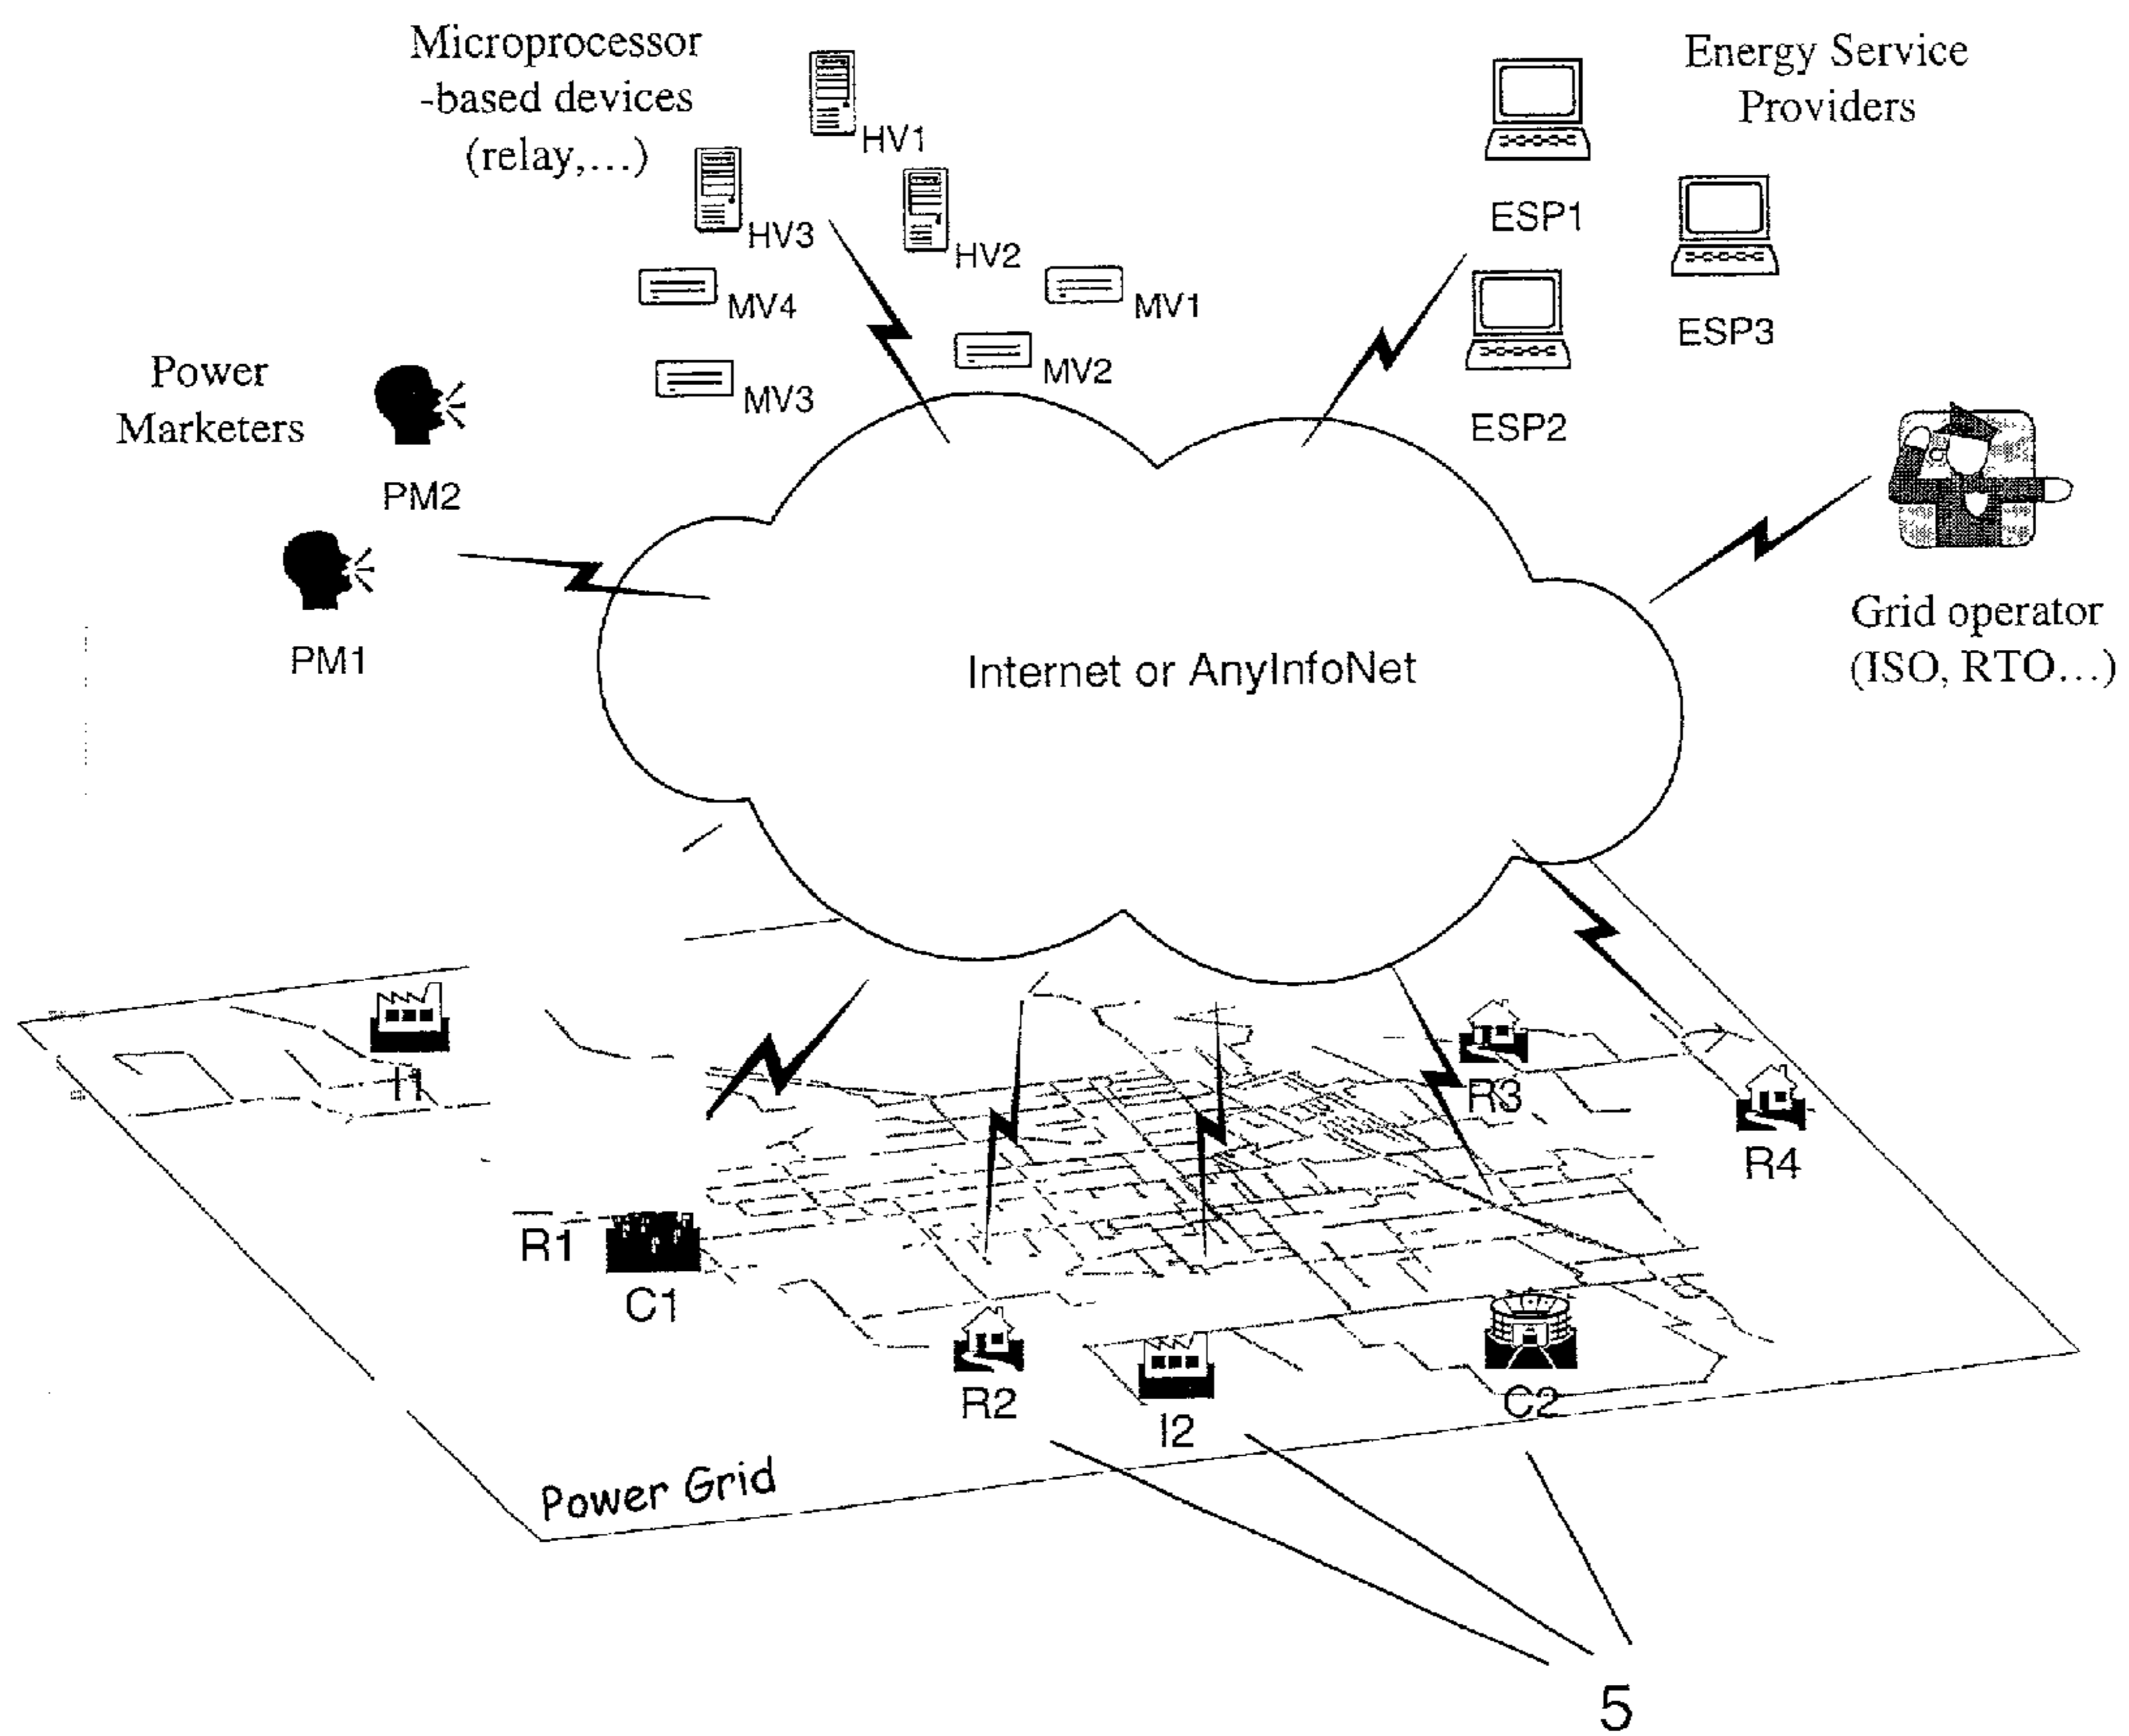 Microprocessor
-based devices
(relay,...)
HV1
HV3
HV2
MV4
MV1
MV3
MV2
Energy Service
Providers
ESP1
ESP3
ESP2
Power
Marketers
PM2
PM1
Internet or AnyInfoNet
Grid operator
(ISO, RTO...)
I1
R3
R4
R1
C1
R2
I2
C2
Power Grid
5